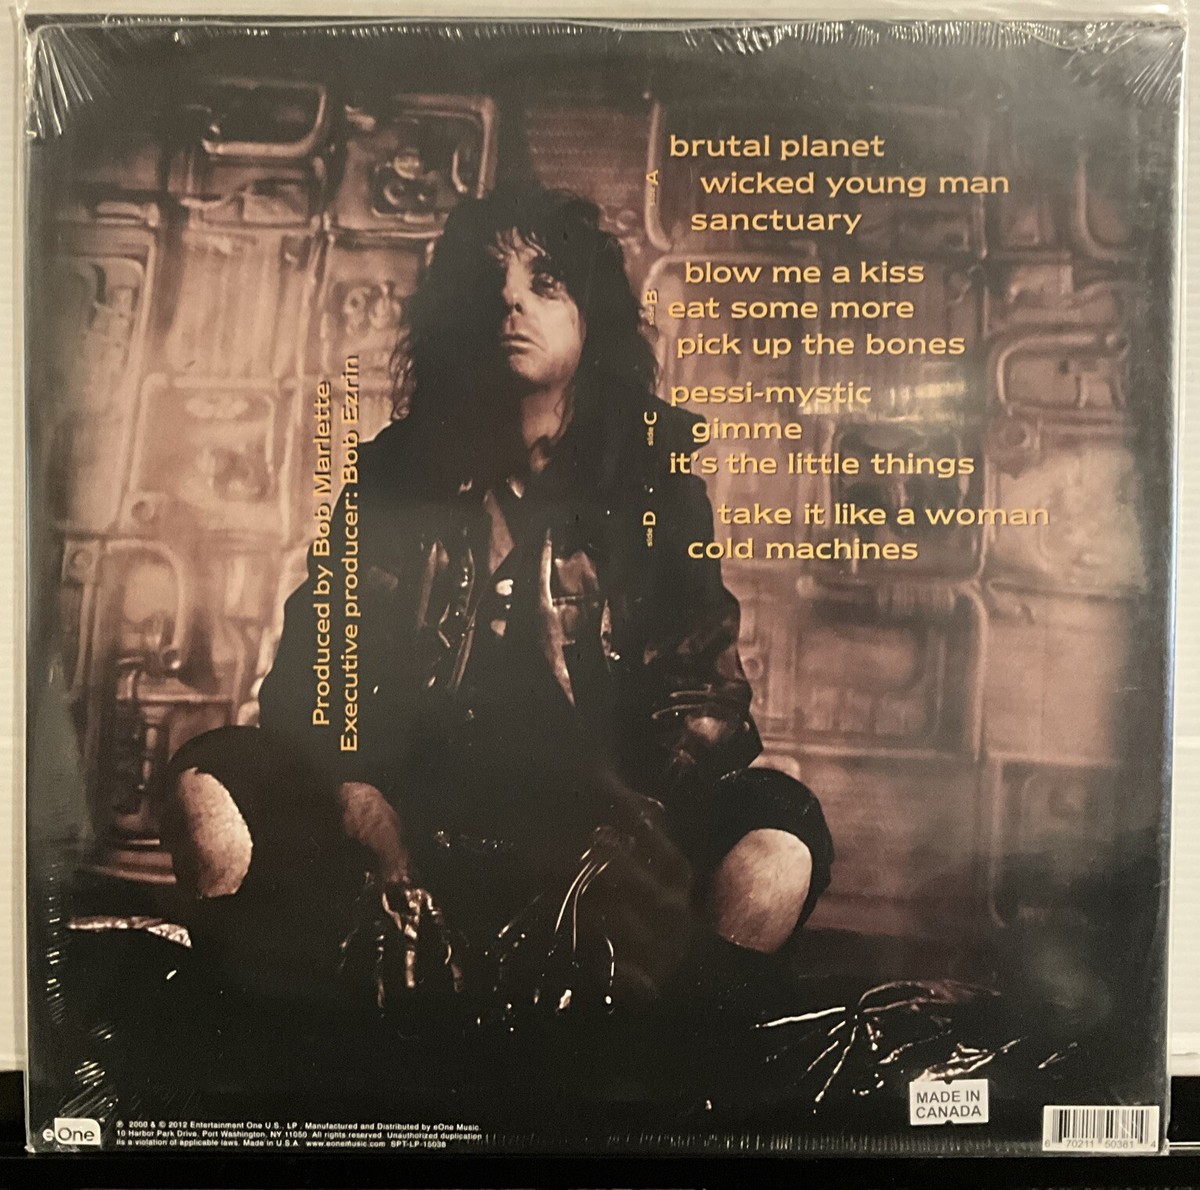 side A
brutal planet
wicked young man
sanctuary
side B
blow me a kiss
eat some more
pick up the bones
side C
pessi-mystic
gimme
it's the little things
side D
take it like a woman
cold machines
Produced by Bob Marlette
Executive producer: Bob Ezrin
eOne
℗ 2000 & © 2012 Entertainment One U.S., LP . Manufactured and Distributed by eOne Music.
10 Harbor Park Drive, Port Washington, NY 11050 All rights reserved. Unauthorized duplication
is a violation of applicable laws. Made in U.S.A. www.eonemusic.com SPT-LP-15038
MADE IN
CANADA
6 70211 50381 4